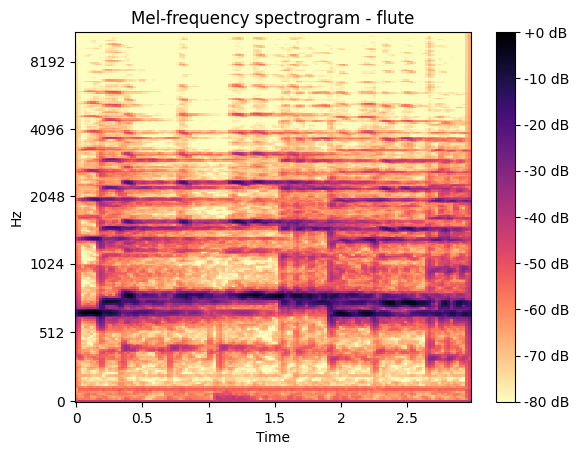 Mel-frequency spectrogram - flute
8192
4096
2048
1024
512
0
Hz
0
0.5
1
1.5
2
2.5
Time
+0 dB
-10 dB
-20 dB
-30 dB
-40 dB
-50 dB
-60 dB
-70 dB
-80 dB